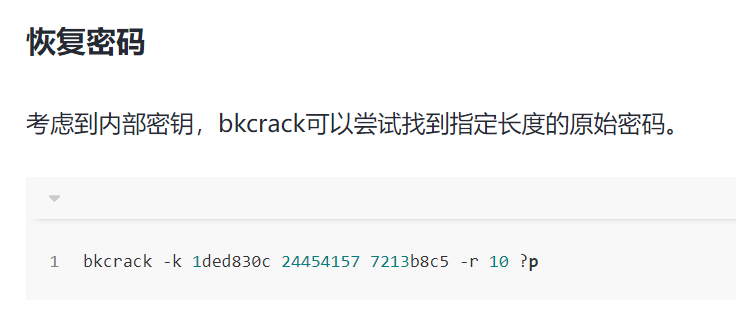 恢复密码
考虑到内部密钥，bkcrack可以尝试找到指定长度的原始密码。
1 bkcrack -k 1ded830c 24454157 7213b8c5 -r 10 ?p